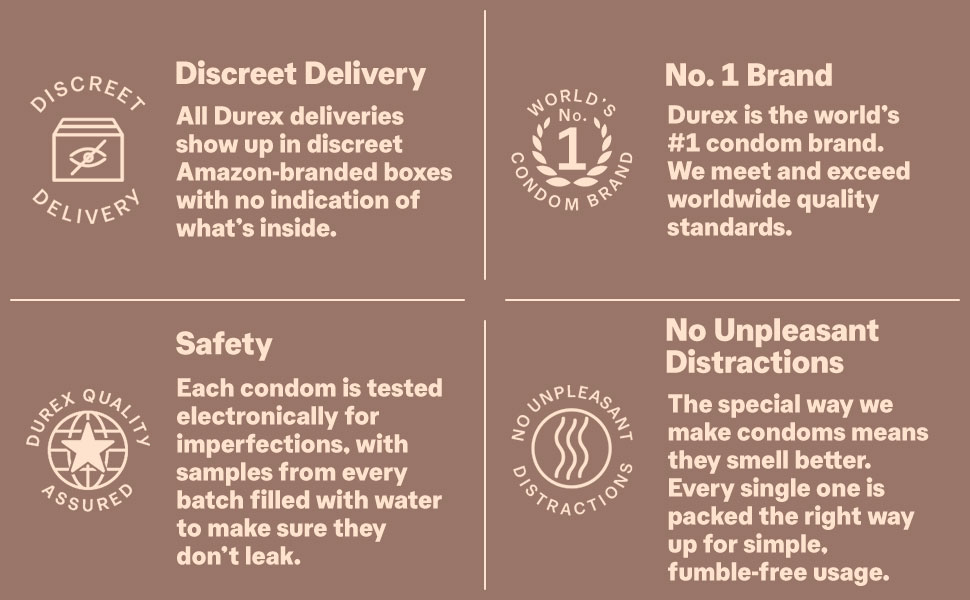 DISCREET
DELIVERY
Discreet Delivery
All Durex deliveries
show up in discreet
Amazon-branded boxes
with no indication of
what's inside.
WORLD'S
No.
1
CONDOM BRAND
No. 1 Brand
Durex is the world's
#1 condom brand.
We meet and exceed
worldwide quality
standards.
DUREX QUALITY
ASSURED
Safety
Each condom is tested
electronically for
imperfections, with
samples from every
batch filled with water
to make sure they
don't leak.
NO UNPLEASANT
DISTRACTIONS
No Unpleasant
Distractions
The special way we
make condoms means
they smell better.
Every single one is
packed the right way
up for simple,
fumble-free usage.